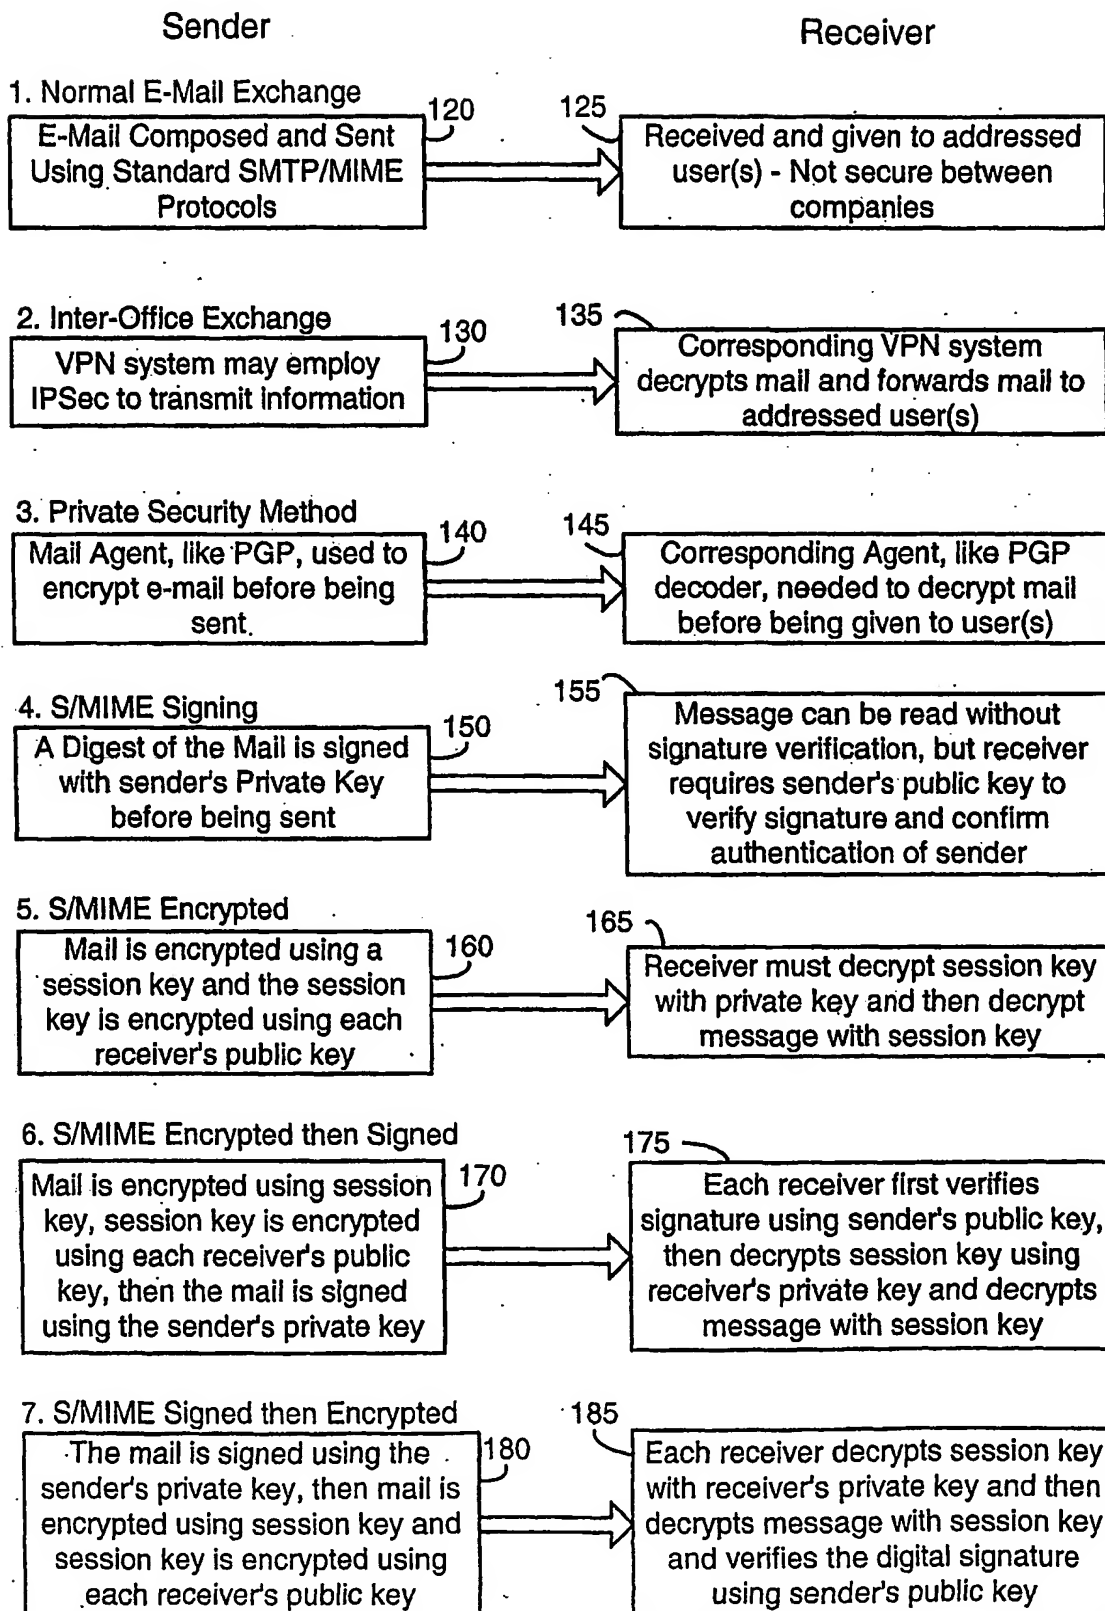 Sender
Receiver
1. Normal E-Mail Exchange
120
125
E-Mail Composed and Sent
Using Standard SMTP/MIME
Protocols
Received and given to addressed
user(s) - Not secure between
companies
2. Inter-Office Exchange
130
135
VPN system may employ
IPSec to transmit information
Corresponding VPN system
decrypts mail and forwards mail to
addressed user(s)
3. Private Security Method
140
145
Mail Agent, like PGP, used to
encrypt e-mail before being
sent.
Corresponding Agent, like PGP
decoder, needed to decrypt mail
before being given to user(s)
4. S/MIME Signing
150
155
A Digest of the Mail is signed
with sender's Private Key
before being sent
Message can be read without
signature verification, but receiver
requires sender's public key to
verify signature and confirm
authentication of sender
5. S/MIME Encrypted
160
165
Mail is encrypted using a
session key and the session
key is encrypted using each
receiver's public key
Receiver must decrypt session key
with private key and then decrypt
message with session key
6. S/MIME Encrypted then Signed
170
175
Mail is encrypted using session
key, session key is encrypted
using each receiver's public
key, then the mail is signed
using the sender's private key
Each receiver first verifies
signature using sender's public key,
then decrypts session key using
receiver's private key and decrypts
message with session key
7. S/MIME Signed then Encrypted
180
185
The mail is signed using the
sender's private key, then mail is
encrypted using session key and
session key is encrypted using
each receiver's public key
Each receiver decrypts session key
with receiver's private key and then
decrypts message with session key
and verifies the digital signature
using sender's public key